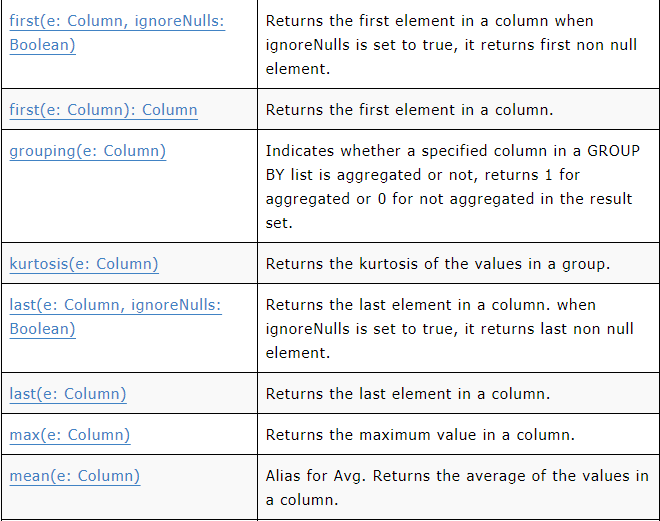 first(e: Column, ignoreNulls:
Boolean)
Returns the first element in a column when
ignoreNulls is set to true, it returns first non null
element.
first(e: Column): Column
Returns the first element in a column.
grouping(e: Column)
Indicates whether a specified column in a GROUP
BY list is aggregated or not, returns 1 for
aggregated or 0 for not aggregated in the result
set.
kurtosis(e: Column)
Returns the kurtosis of the values in a group.
last(e: Column, ignoreNulls:
Boolean)
Returns the last element in a column. when
ignoreNulls is set to true, it returns last non null
element.
last(e: Column)
Returns the last element in a column.
max(e: Column)
Returns the maximum value in a column.
mean(e: Column)
Alias for Avg. Returns the average of the values in
a column.